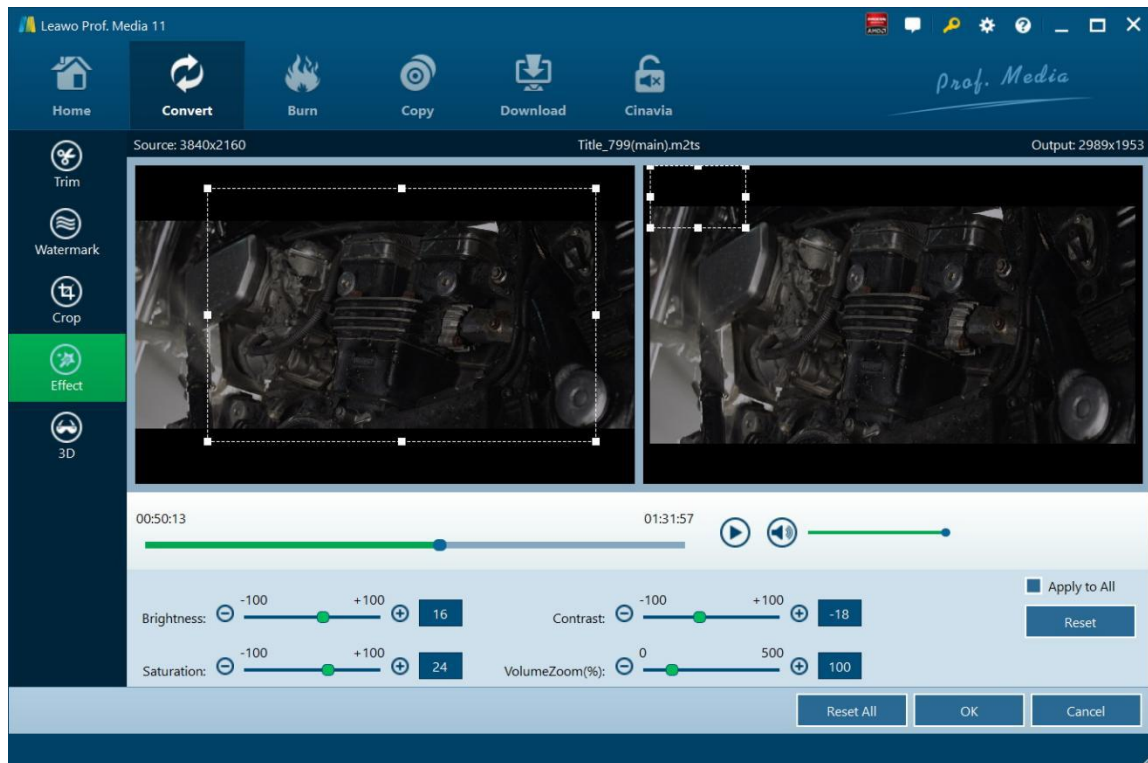 Leawo Prof. Media 11
AMD
Home
Convert
Burn
Copy
Download
Cinavia
Prof. Media
Source: 3840x2160
Title_799(main).m2ts
Output: 2989x1953
Trim
Watermark
Crop
Effect
3D
00:50:13
01:31:57
Brightness: -100 +100 16
Contrast: -100 +100 -18
Apply to All
Reset
Saturation: -100 +100 24
VolumeZoom(%): 0 500 100
Reset All
OK
Cancel